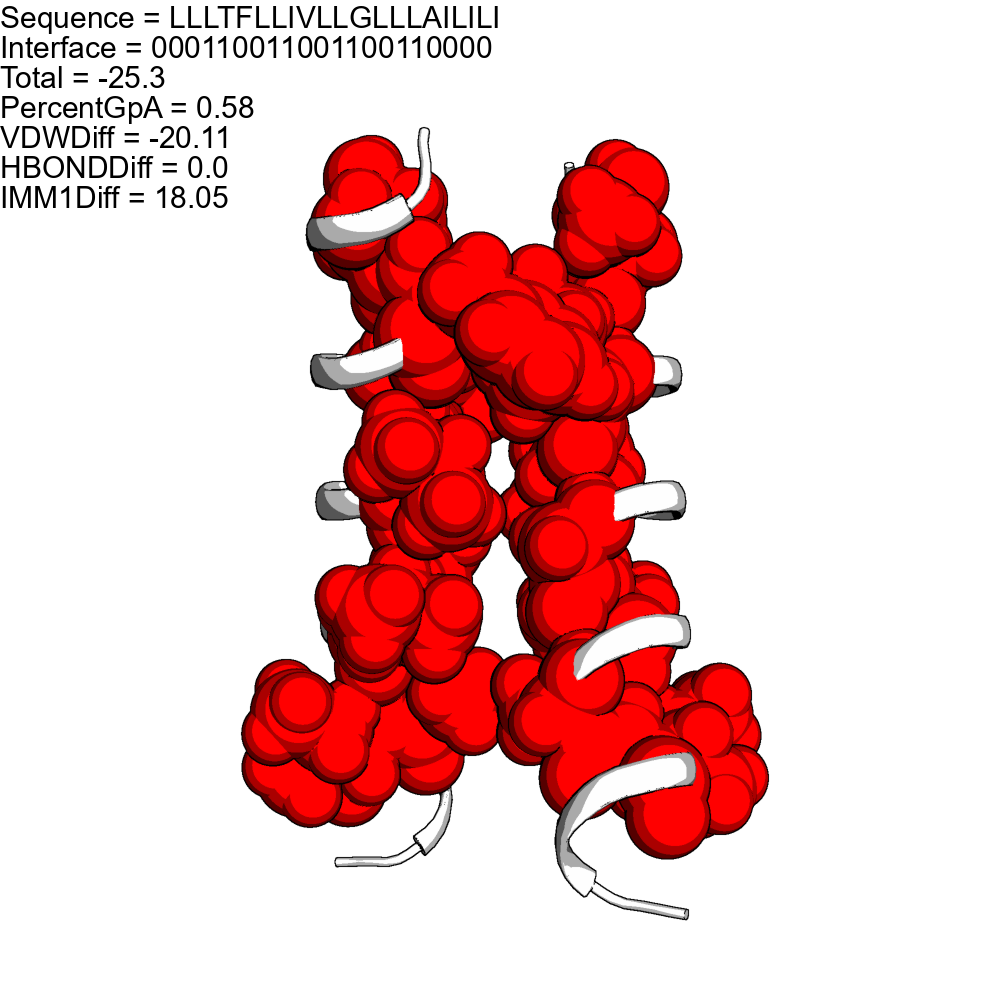 Sequence = LLLTFLLIVLLGLLLAILILI
Interface = 000110011001100110000
Total = -25.3
PercentGpA = 0.58
VDWDiff = -20.11
HBONDDiff = 0.0
IMM1Diff = 18.05